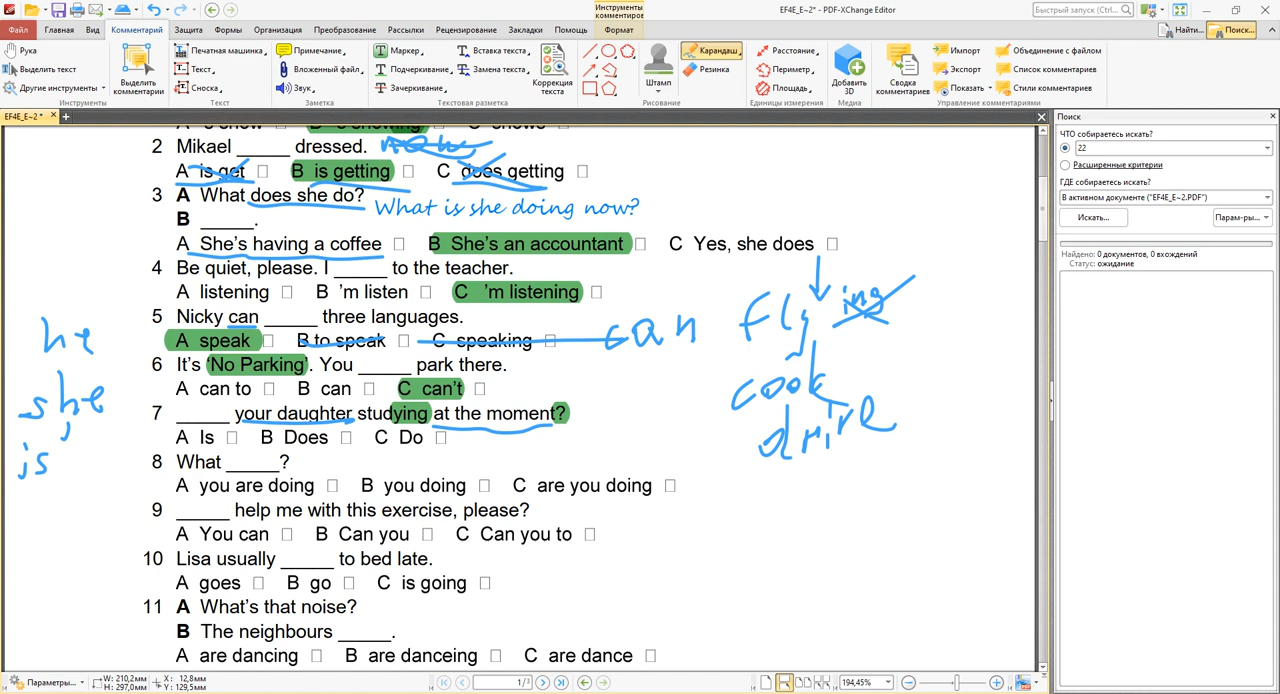 EF4E_E~2* - PDF-XChange Editor
Инструменты комментиров
Быстрый запуск (Ctrl+.)
Файл Главная Вид Комментарий Защита Формы Организация Преобразование Рассылки Рецензирование Закладки Помощь Формат Найти... Поиск...
Рука
Выделить текст
Другие инструменты
Инструменты
Выделить комментарии
Печатная машинка
Текст
Сноска
Текст
Примечание
Вложенный файл
Звук
Заметка
Маркер
Подчеркивание
Зачеркивание
Вставка текста
Замена текста
Коррекция текста
Текстовая разметка
Штамп
Карандаш
Резинка
Рисование
Расстояние
Периметр
Площадь
Единицы измерения
Добавить 3D
Медиа
Сводка комментариев
Импорт
Экспорт
Показать
Объединение с файлом
Список комментариев
Стили комментариев
Управление комментариями
EF4E_E~2 *
2 Mikael _____ dressed.
A is get B is getting C does getting
3 A What does she do?
What is she doing now?
B _____.
A She's having a coffee B She's an accountant C Yes, she does
4 Be quiet, please. I _____ to the teacher.
A listening B 'm listen C 'm listening
5 Nicky can _____ three languages.
A speak B to speak C speaking
can
fly ing
cook
drive
6 It's 'No Parking'. You _____ park there.
A can to B can C can't
7 _____ your daughter studying at the moment?
A Is B Does C Do
he
she
is
8 What _____?
A you are doing B you doing C are you doing
9 _____ help me with this exercise, please?
A You can B Can you C Can you to
10 Lisa usually _____ to bed late.
A goes B go C is going
11 A What's that noise?
B The neighbours _____.
A are dancing B are danceing C are dance
Поиск
ЧТО собираетесь искать?
22
Расширенные критерии
ГДЕ собираетесь искать?
В активном документе ("EF4E_E~2.PDF")
Искать... Парам-ры...
Найдено: 0 документов, 0 вхождений
Статус: ожидание
Параметры... W: 210,2мм H: 297,0мм X: 12,8мм Y: 129,5мм 1/3 194,45%